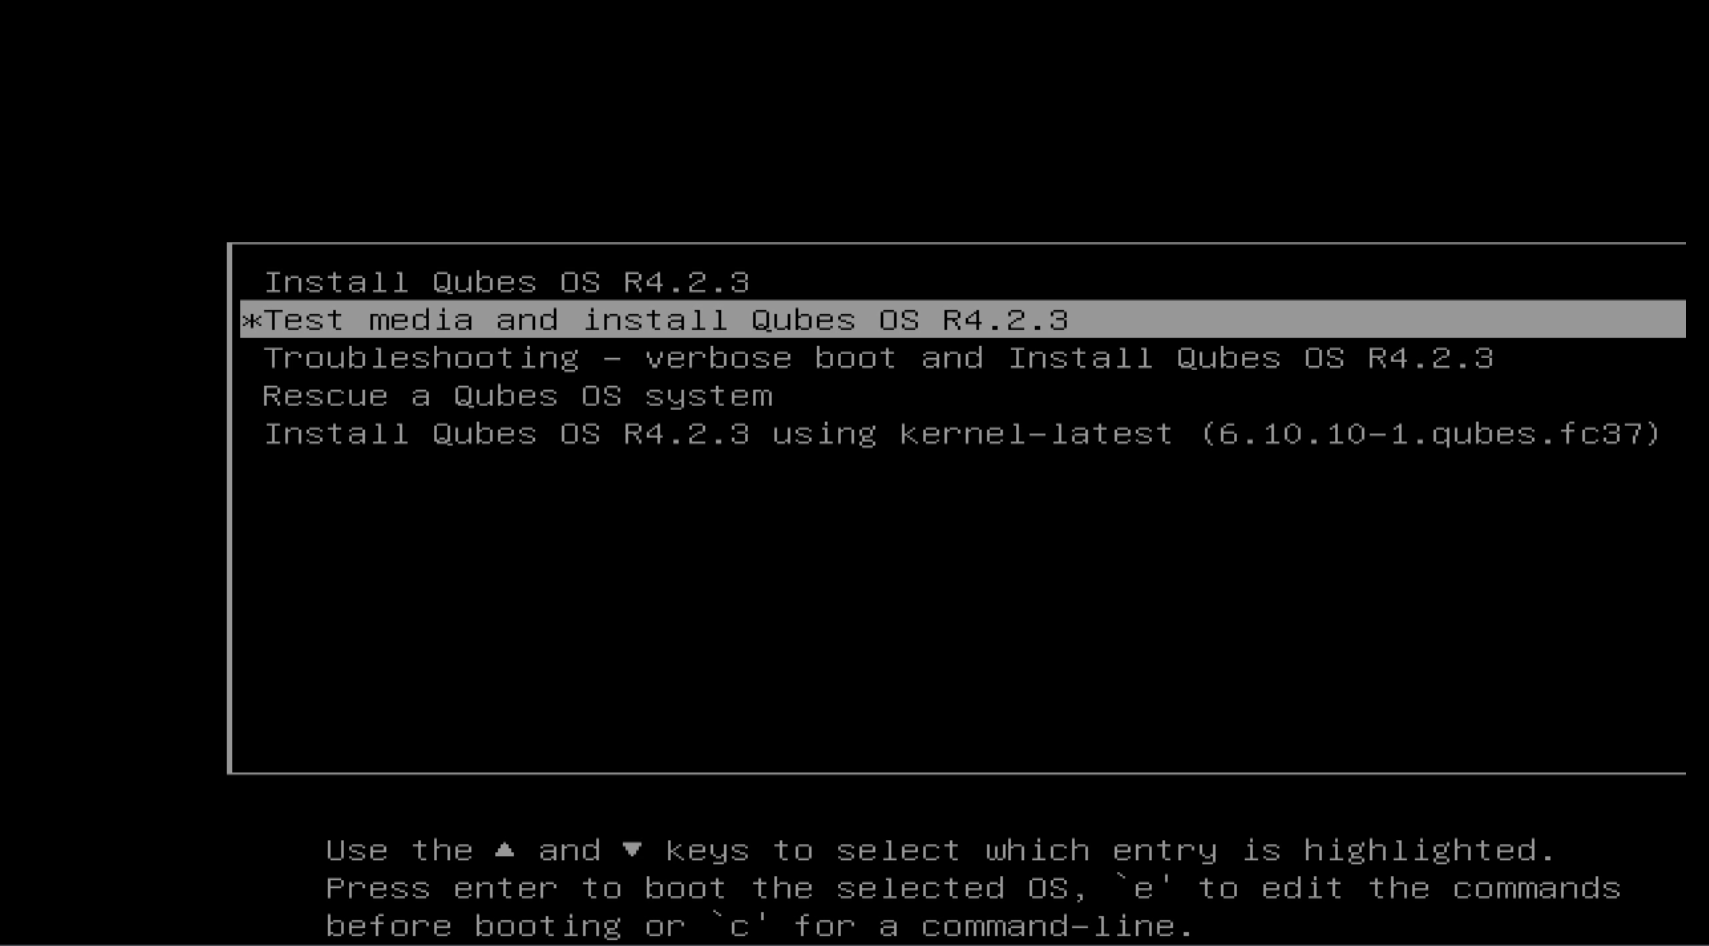 Install Qubes OS R4.2.3
*Test media and install Qubes OS R4.2.3
Troubleshooting - verbose boot and Install Qubes OS R4.2.3
Rescue a Qubes OS system
Install Qubes OS R4.2.3 using kernel-latest (6.10.10-1.qubes.fc37)
Use the ▲ and ▼ keys to select which entry is highlighted.
Press enter to boot the selected OS, `e' to edit the commands
before booting or `c' for a command-line.